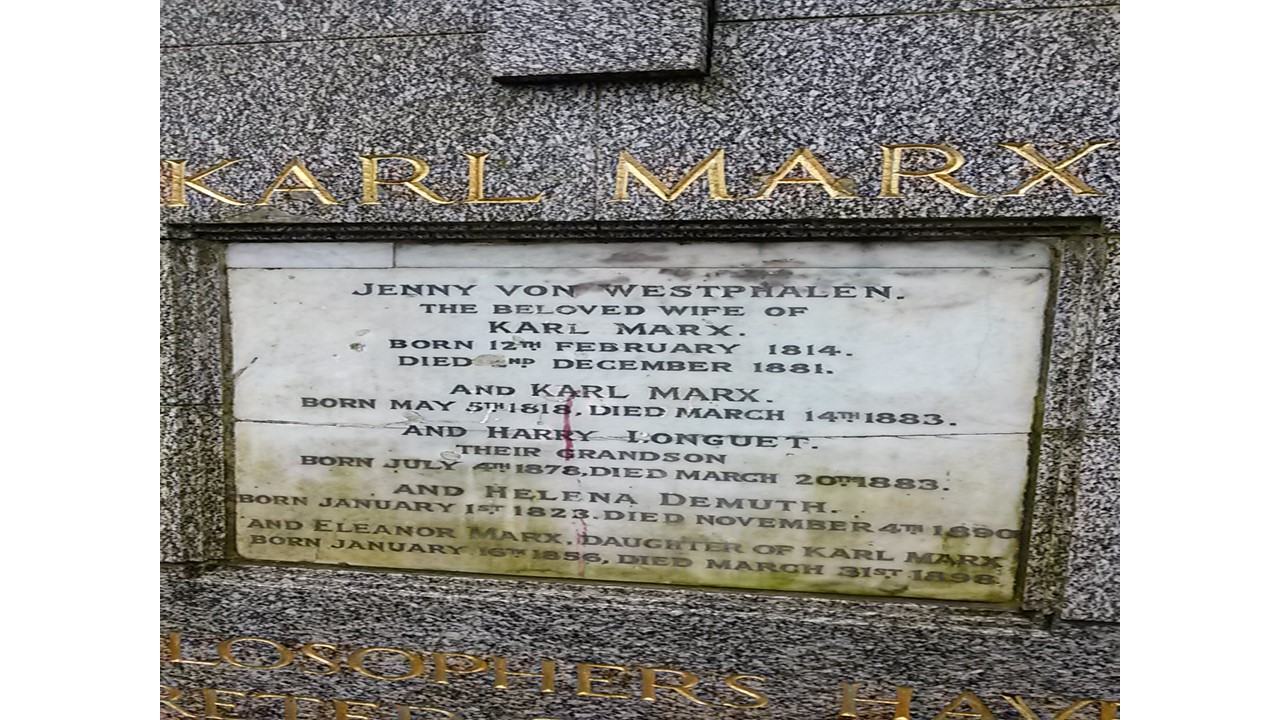 KARL MARX
JENNY VON WESTPHALEN.
THE BELOVED WIFE OF
KARL MARX.
BORN 12TH FEBRUARY 1814.
DIED ND DECEMBER 1881.
AND KARL MARX.
BORN MAY 5TH 1818, DIED MARCH 14TH 1883.
AND HARRY LONGUET.
THEIR GRANDSON
BORN JULY 4TH 1878, DIED MARCH 20TH 1883.
AND HELENA DEMUTH.
BORN JANUARY 1ST 1823. DIED NOVEMBER 4TH 1890
AND ELEANOR MARX, DAUGHTER OF KARL MARX
BORN JANUARY 16TH 1856, DIED MARCH 31ST 1898
LOSOPHERS HAV